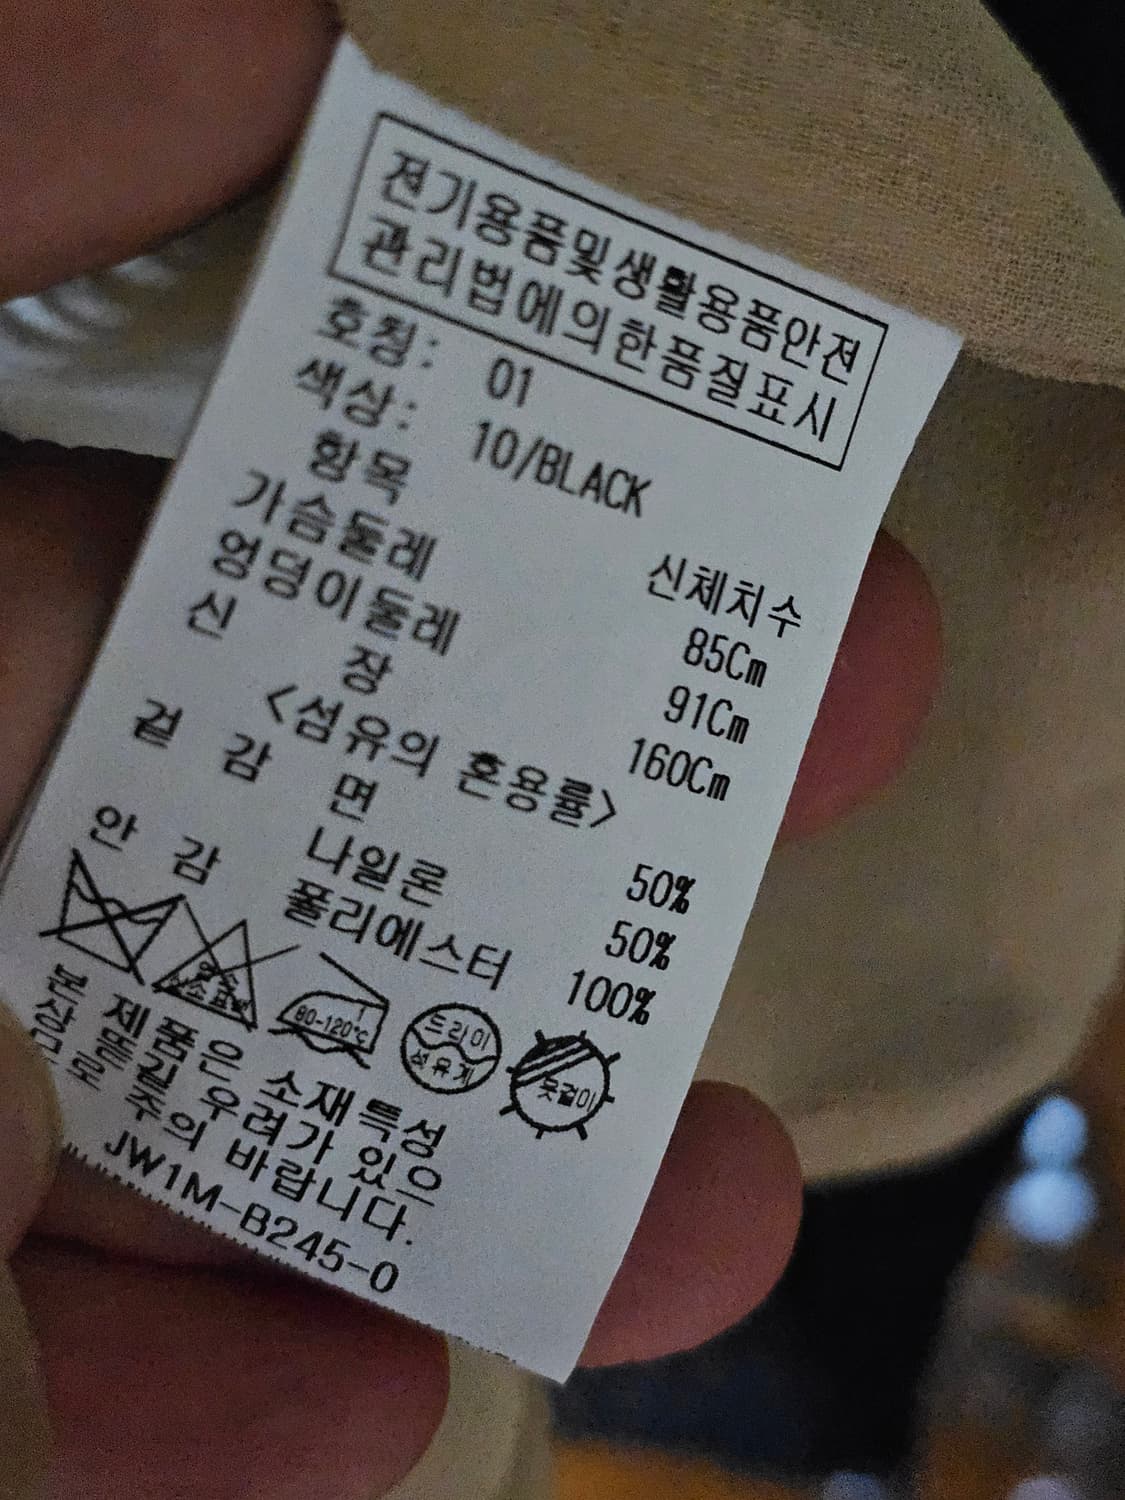 전기용품및생활용품안전
관리법에의한품질표시
호칭: 01
색상: 10/BLACK
항목 신체치수
가슴둘레 85Cm
엉덩이둘레 91Cm
신 장 160Cm
<섬유의 혼용률>
겉 감 면 50%
나일론 50%
안 감 폴리에스터 100%
80-120℃
드라이
섬유계
옷걸이
본 제품은 소재특성
상 뜯길 우려가 있으
므로 주의 바랍니다.
JW1M-B245-0